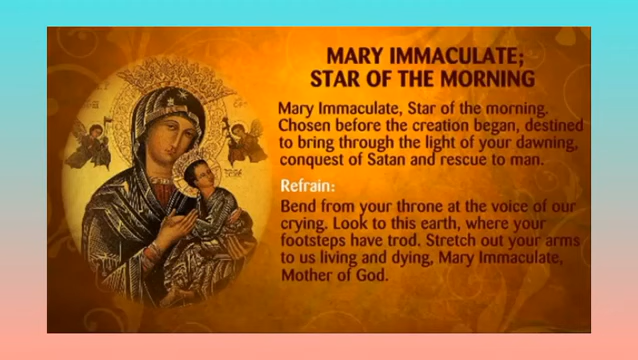 MARY IMMACULATE;
STAR OF THE MORNING
Mary Immaculate, Star of the morning.
Chosen before the creation began, destined
to bring through the light of your dawning,
conquest of Satan and rescue to man.
Refrain:
Bend from your throne at the voice of our
crying. Look to this earth, where your
footsteps have trod. Stretch out your arms
to us living and dying, Mary Immaculate,
Mother of God.